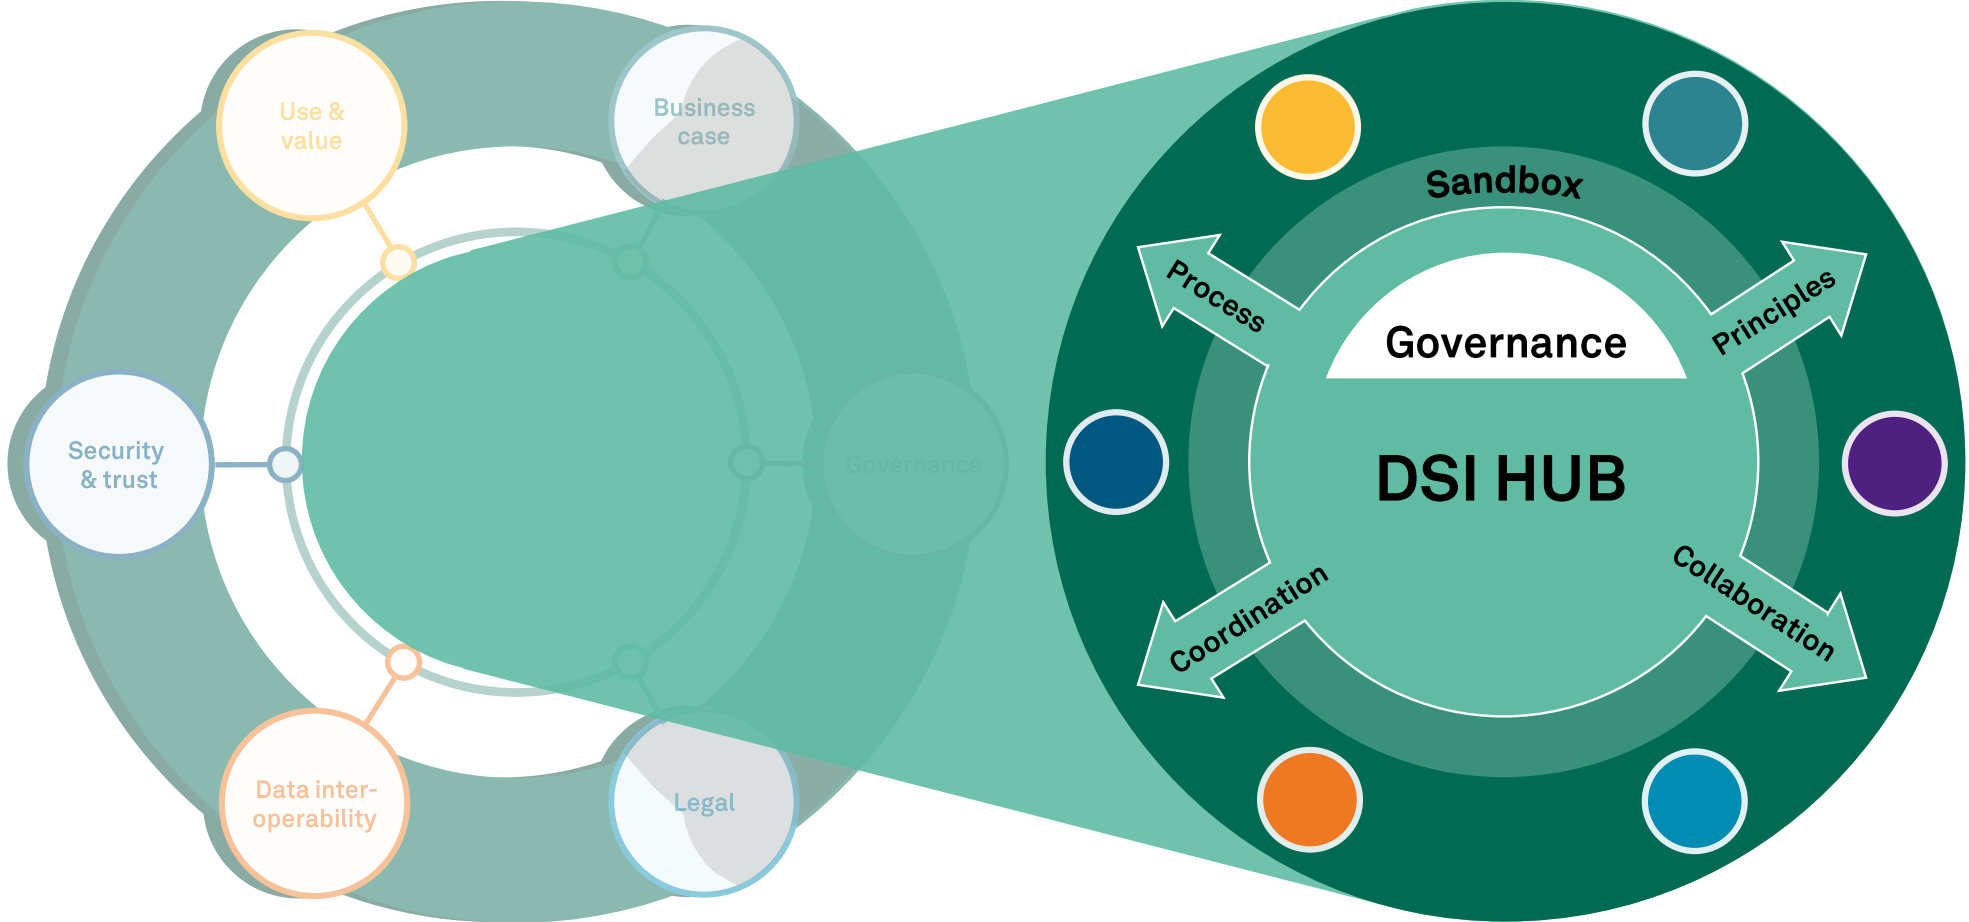 Use &
value
Business
case
Security
& trust
Governance
Data inter-
operability
Legal
Sandbox
Process
Principles
Governance
DSI HUB
Coordination
Collaboration